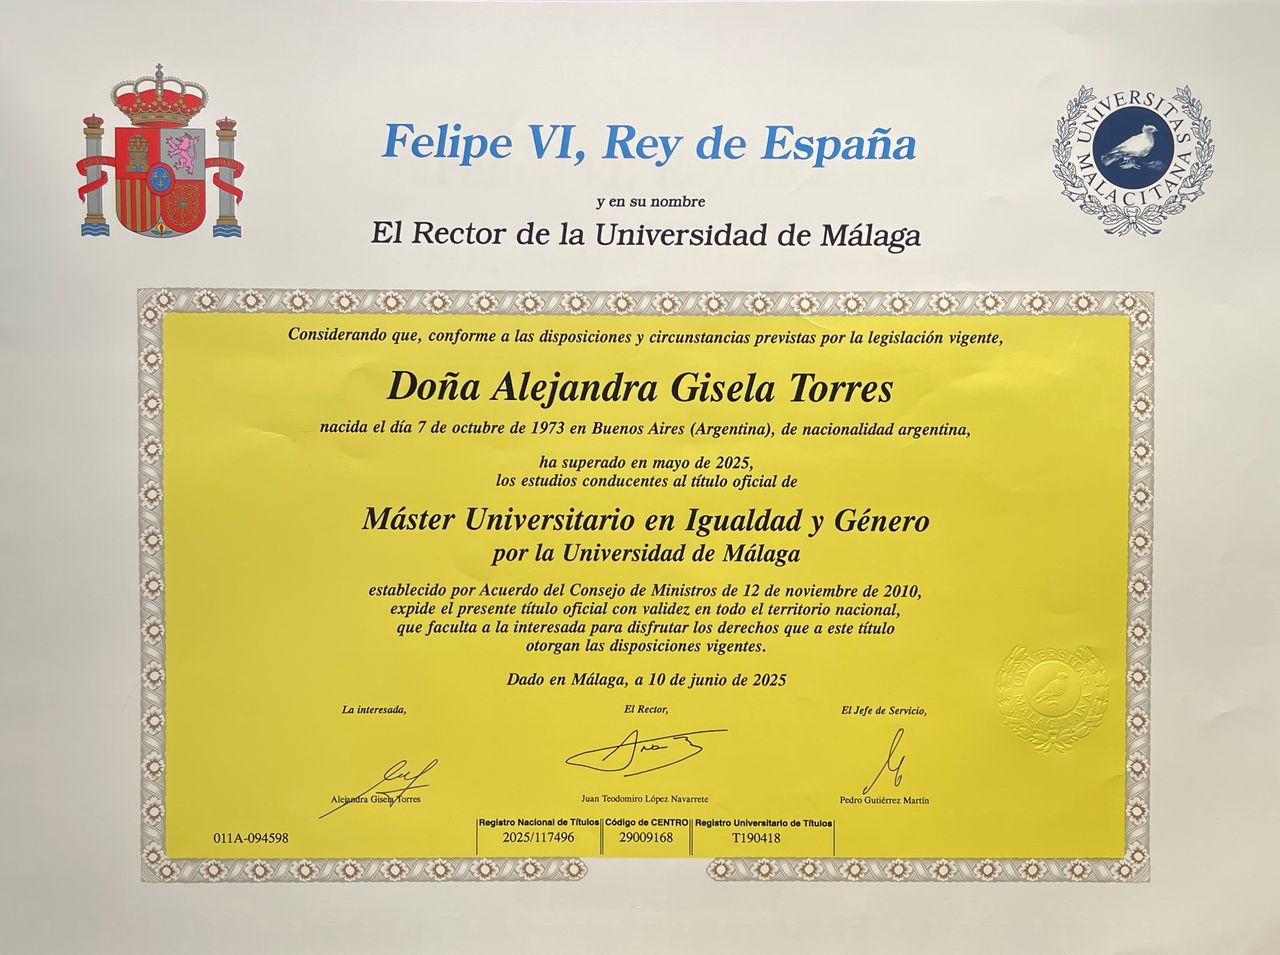 Felipe VI, Rey de España
UNIVERSITAS MALACITANA
y en su nombre
El Rector de la Universidad de Málaga
Considerando que, conforme a las disposiciones y circunstancias previstas por la legislación vigente,
Doña Alejandra Gisela Torres
nacida el día 7 de octubre de 1973 en Buenos Aires (Argentina), de nacionalidad argentina,
ha superado en mayo de 2025,
los estudios conducentes al título oficial de
Máster Universitario en Igualdad y Género
por la Universidad de Málaga
establecido por Acuerdo del Consejo de Ministros de 12 de noviembre de 2010,
expide el presente título oficial con validez en todo el territorio nacional,
que faculta a la interesada para disfrutar los derechos que a este título
otorgan las disposiciones vigentes.
Dado en Málaga, a 10 de junio de 2025
UNIVERSITAS MALACITANA
La interesada, El Rector, El Jefe de Servicio,
Alejandra Gisela Torres Juan Teodomiro López Navarrete Pedro Gutiérrez Martín
Registro Nacional de Títulos Código de CENTRO Registro Universitario de Títulos
011A-094598 2025/117496 29009168 T190418